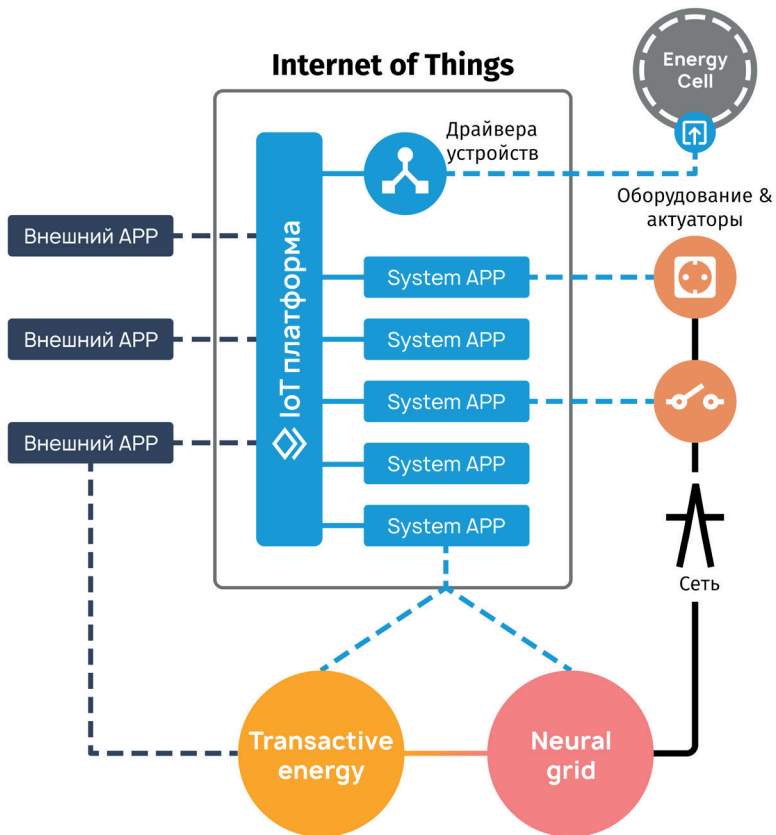 Internet of Things
Energy
Cell
Драйвера
устройств
Оборудование &
актуаторы
Внешний APP
Внешний APP
Внешний APP
IoT платформа
System APP
System APP
System APP
System APP
System APP
Сеть
Transactive
energy
Neural
grid